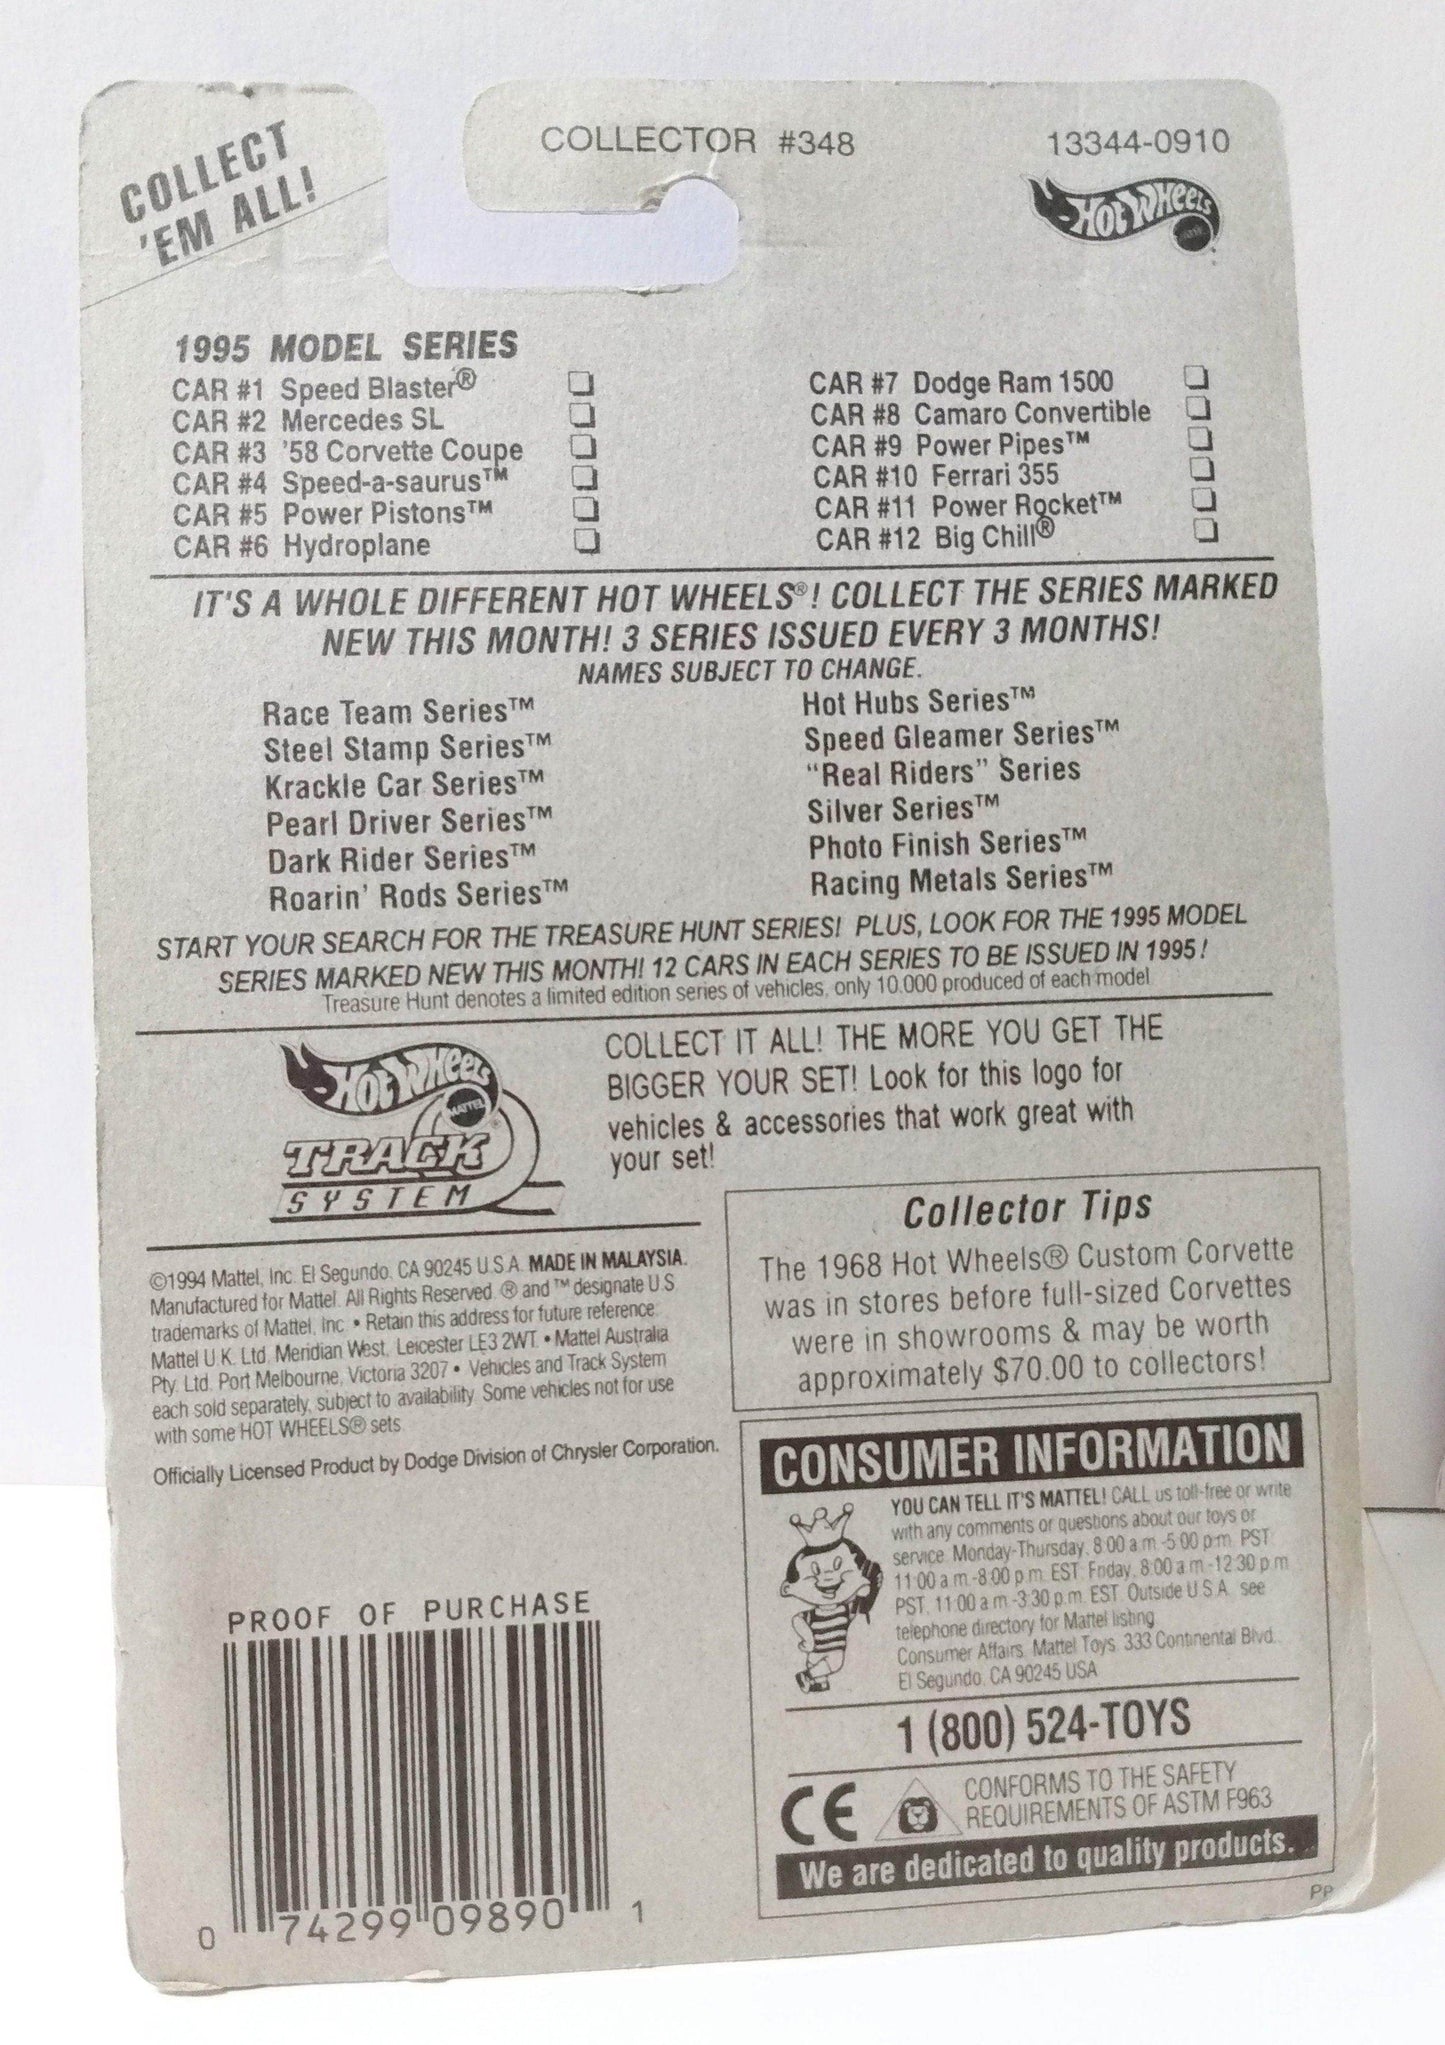 COLLECT
'EM ALL!
COLLECTOR #348
13344-0910
HOT WHEELS
1995 MODEL SERIES
CAR #1 Speed Blaster®
CAR #2 Mercedes SL
CAR #3 '58 Corvette Coupe
CAR #4 Speed-a-saurus™
CAR #5 Power Pistons™
CAR #6 Hydroplane
CAR #7 Dodge Ram 1500
CAR #8 Camaro Convertible
CAR #9 Power Pipes™
CAR #10 Ferrari 355
CAR #11 Power Rocket™
CAR #12 Big Chill®
IT'S A WHOLE DIFFERENT HOT WHEELS®! COLLECT THE SERIES MARKED
NEW THIS MONTH! 3 SERIES ISSUED EVERY 3 MONTHS!
NAMES SUBJECT TO CHANGE.
Race Team Series™
Steel Stamp Series™
Krackle Car Series™
Pearl Driver Series™
Dark Rider Series™
Roarin' Rods Series™
Hot Hubs Series™
Speed Gleamer Series™
"Real Riders" Series
Silver Series™
Photo Finish Series™
Racing Metals Series™
START YOUR SEARCH FOR THE TREASURE HUNT SERIES! PLUS, LOOK FOR THE 1995 MODEL
SERIES MARKED NEW THIS MONTH! 12 CARS IN EACH SERIES TO BE ISSUED IN 1995!
Treasure Hunt denotes a limited edition series of vehicles, only 10,000 produced of each model
HOT WHEELS
MATTEL
TRACK
SYSTEM
COLLECT IT ALL! THE MORE YOU GET THE
BIGGER YOUR SET! Look for this logo for
vehicles & accessories that work great with
your set!
©1994 Mattel, Inc. El Segundo, CA 90245 U.S.A. MADE IN MALAYSIA.
Manufactured for Mattel. All Rights Reserved. ® and ™ designate U.S.
trademarks of Mattel, Inc. • Retain this address for future reference:
Mattel U.K. Ltd. Meridian West, Leicester LE3 2WT. • Mattel Australia
Pty. Ltd. Port Melbourne, Victoria 3207 • Vehicles and Track System
each sold separately, subject to availability. Some vehicles not for use
with some HOT WHEELS® sets.
Officially Licensed Product by Dodge Division of Chrysler Corporation.
Collector Tips
The 1968 Hot Wheels® Custom Corvette
was in stores before full-sized Corvettes
were in showrooms & may be worth
approximately $70.00 to collectors!
CONSUMER INFORMATION
YOU CAN TELL IT'S MATTEL! CALL us toll-free or write
with any comments or questions about our toys or
service. Monday-Thursday, 8:00 a.m.-5:00 p.m. PST,
11:00 a.m.-8:00 p.m. EST. Friday, 8:00 a.m.-12:30 p.m.
PST, 11:00 a.m.-3:30 p.m. EST. Outside U.S.A. see
telephone directory for Mattel listing.
Consumer Affairs, Mattel Toys, 333 Continental Blvd.
El Segundo, CA 90245 USA
1 (800) 524-TOYS
CE
CONFORMS TO THE SAFETY
REQUIREMENTS OF ASTM F963
We are dedicated to quality products.
PP
PROOF OF PURCHASE
0 74299 09890 1